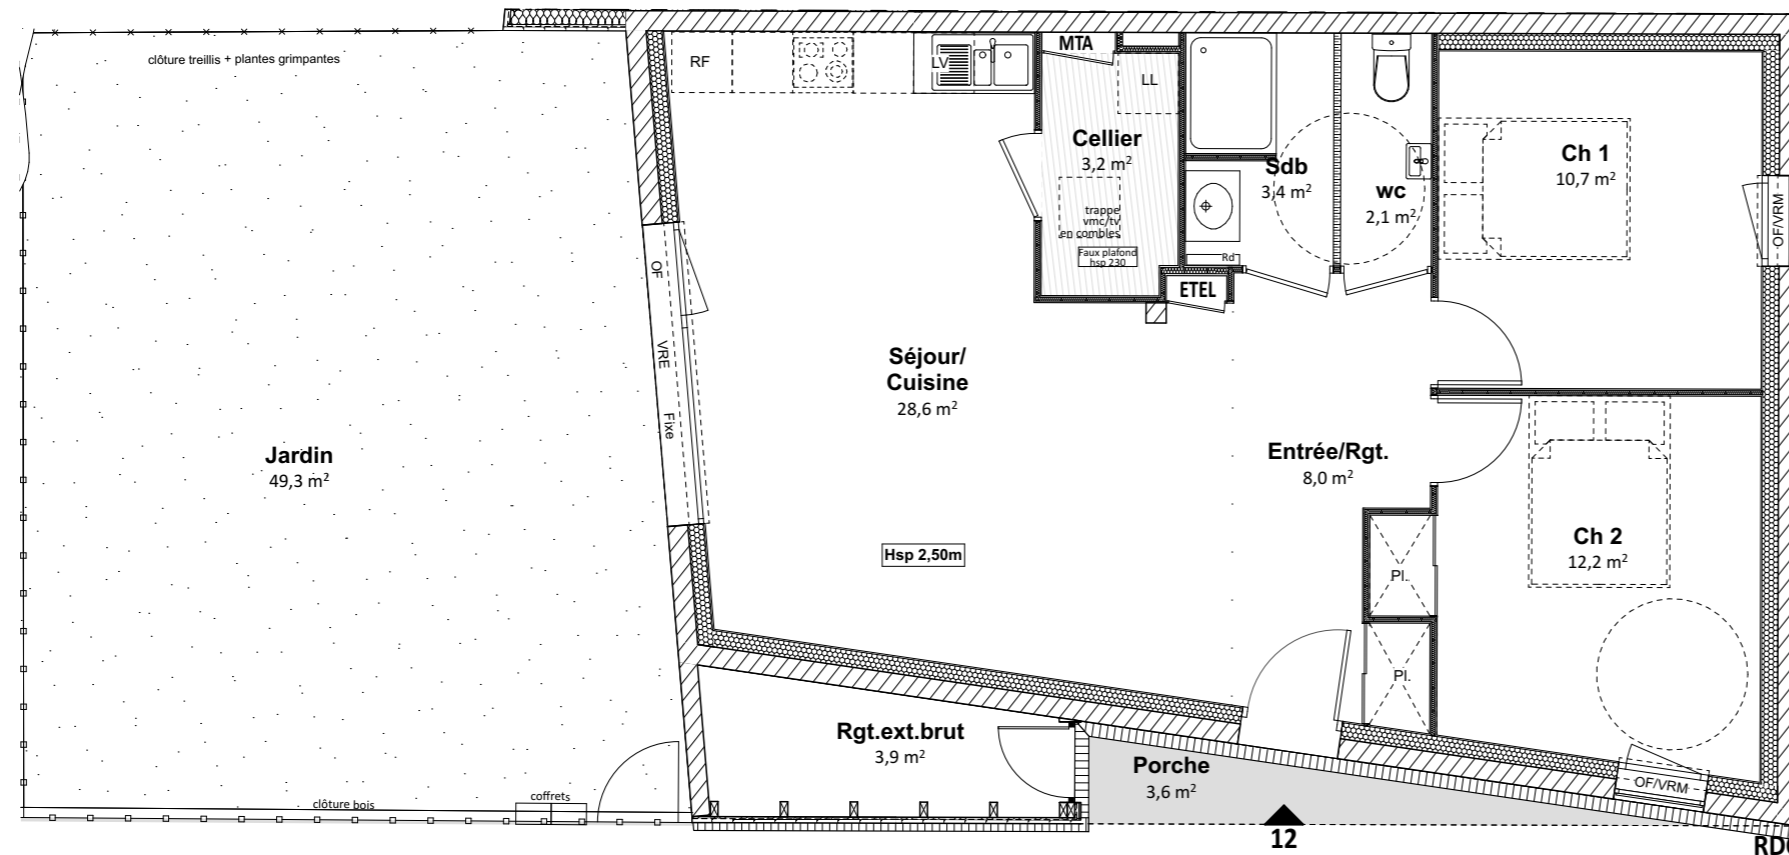 clôture treillis + plantes grimpantes
RF
LV
MTA
LL
Cellier
3,2 m²
trappe
vmc/tv
en combles
Faux plafond
hsp 230
Sdb
3,4 m²
Rd
wc
2,1 m²
ETEL
Ch 1
10,7 m²
OF/VRM
OF
VRE
Fixe
Séjour/
Cuisine
28,6 m²
Jardin
49,3 m²
Entrée/Rgt.
8,0 m²
Hsp 2,50m
Pl.
Pl.
Ch 2
12,2 m²
OF/VRM
Rgt.ext.brut
3,9 m²
Porche
3,6 m²
clôture bois
coffrets
12